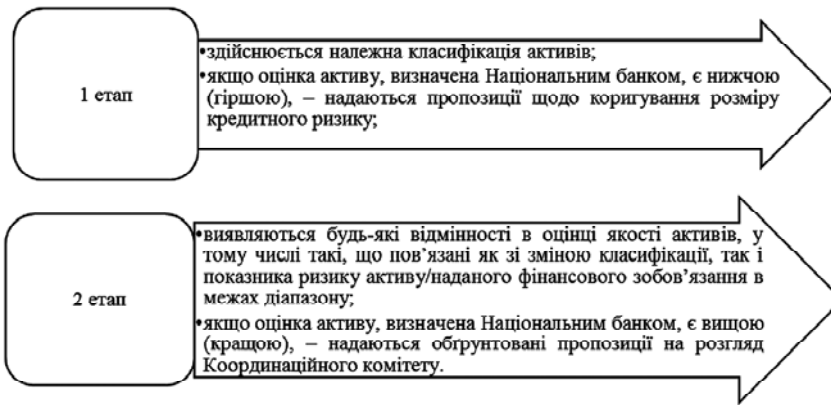 1 етап
•здійснюється належна класифікація активів;
•якщо оцінка активу, визначена Національним банком, є нижчою
(гіршою), – надаються пропозиції щодо коригування розміру
кредитного ризику;
2 етап
•виявляються будь-які відмінності в оцінці якості активів, у
тому числі такі, що пов’язані як зі зміною класифікації, так і
показника ризику активу/наданого фінансового зобов’язання в
межах діапазону;
•якщо оцінка активу, визначена Національним банком, є вищою
(кращою), – надаються обґрунтовані пропозиції на розгляд
Координаційного комітету.